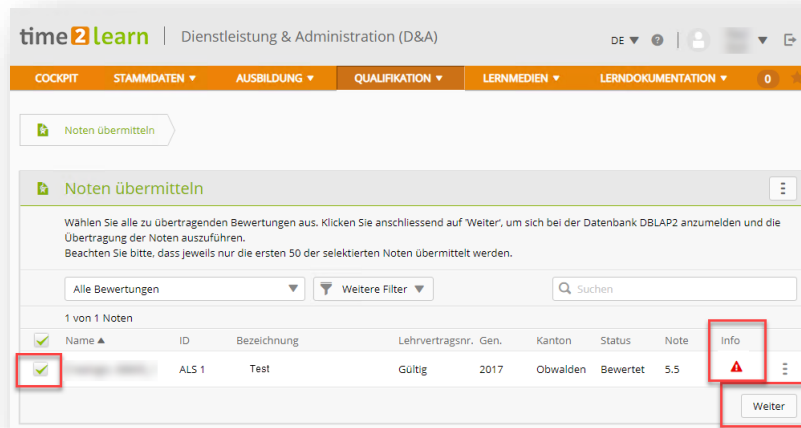 time2learn Dienstleistung & Administration (D&A) DE
COCKPIT STAMMDATEN AUSBILDUNG QUALIFIKATION LERNMEDIEN LERNDOKUMENTATION 0
Noten übermitteln
Noten übermitteln
Wählen Sie alle zu übertragenden Bewertungen aus. Klicken Sie anschliessend auf 'Weiter', um sich bei der Datenbank DBLAP2 anzumelden und die
Übertragung der Noten auszuführen.
Beachten Sie bitte, dass jeweils nur die ersten 50 der selektierten Noten übermittelt werden.
Alle Bewertungen Weitere Filter Suchen
1 von 1 Noten
Name ID Bezeichnung Lehrvertragsnr. Gen. Kanton Status Note Info
ALS 1 Test Gültig 2017 Obwalden Bewertet 5.5
Weiter